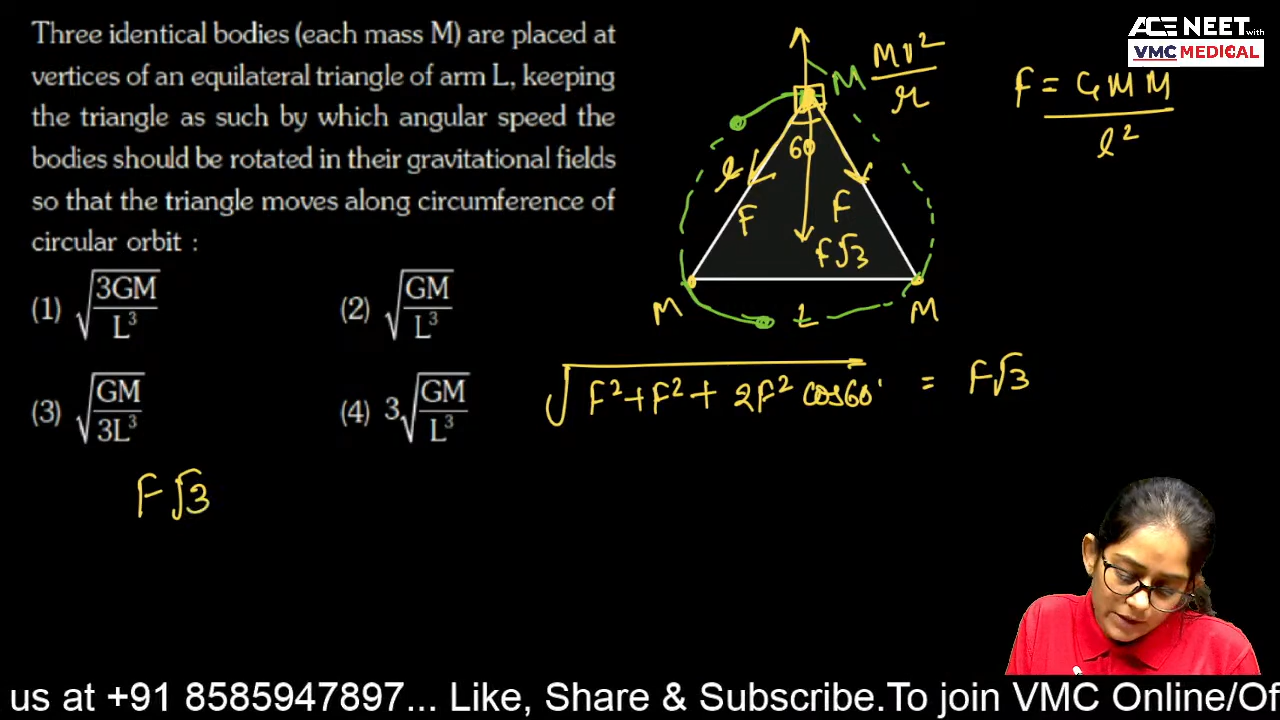 Three identical bodies (each mass M) are placed at
vertices of an equilateral triangle of arm L, keeping
the triangle as such by which angular speed the
bodies should be rotated in their gravitational fields
so that the triangle moves along circumference of
circular orbit :
(1) √(3GM/L³)
(2) √(GM/L³)
(3) √(GM/3L³)
(4) 3√(GM/L³)
F√3
M
Mv²/r
60
l
F
F
F√3
M
L
M
F = GMM/l²
√(F²+F²+2F² cos60°) = F√3
ACE NEET with
VMC MEDICAL
us at +91 8585947897... Like, Share & Subscribe.To join VMC Online/Of